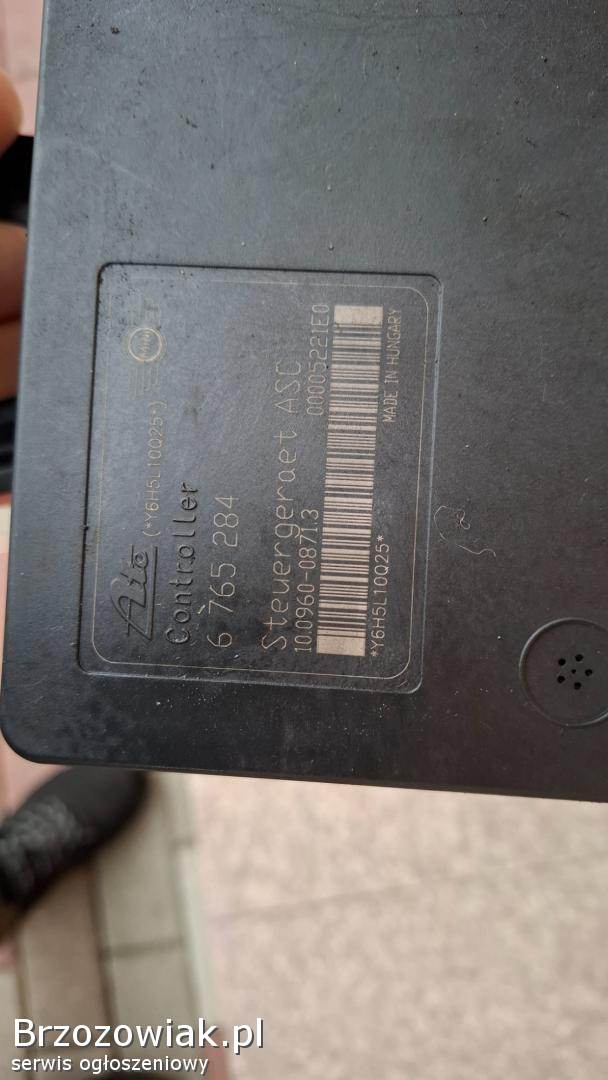 Ate (*Y6H5L10Q25*)
MINI
Controller
6 765 284
Steuergeraet ASC
10.0960-0871.3 00005221E0
*Y6H5L10Q25*
MADE IN HUNGARY
Brzozowiak.pl
serwis ogłoszeniowy